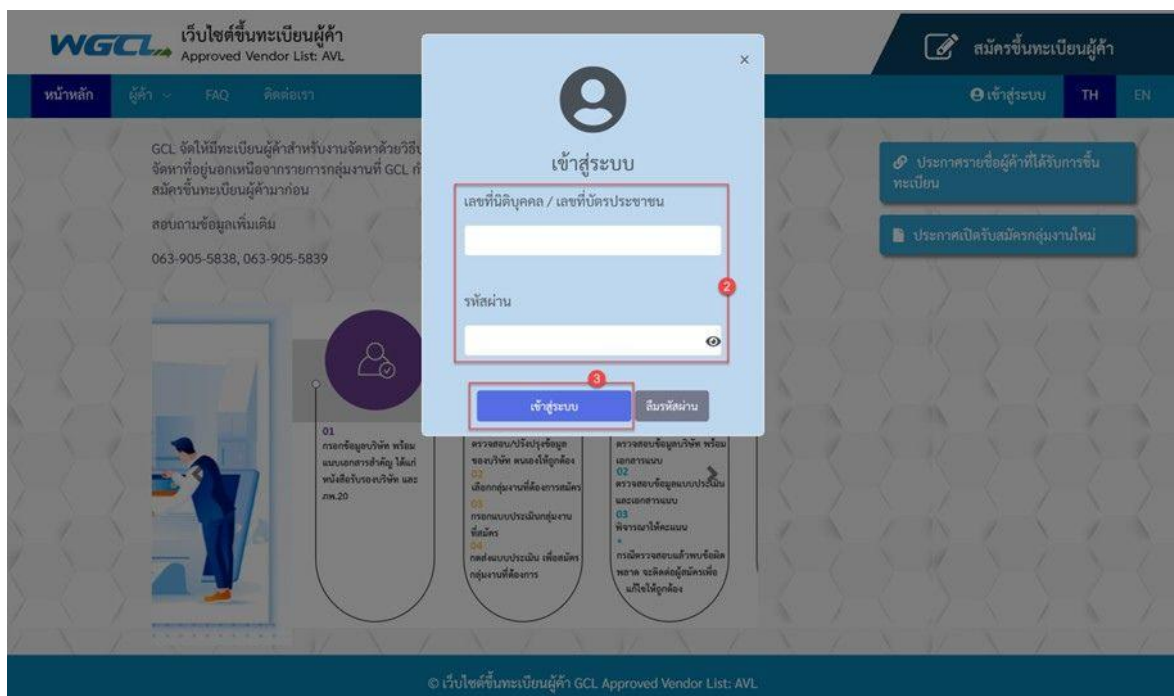 WGCL
เว็บไซต์ขึ้นทะเบียนผู้ค้า
Approved Vendor List: AVL
สมัครขึ้นทะเบียนผู้ค้า
หน้าหลัก
ผู้ค้า
FAQ
ติดต่อเรา
เข้าสู่ระบบ
TH
EN
GCL จัดให้มีทะเบียนผู้ค้าสำหรับงานจัดหาด้วยวิธี
จัดหาที่อยู่นอกเหนือจากรายการกลุ่มงานที่ GCL
สมัครขึ้นทะเบียนผู้ค้ามาก่อน
สอบถามข้อมูลเพิ่มเติม
063-905-5838, 063-905-5839
×
เข้าสู่ระบบ
เลขที่นิติบุคคล / เลขที่บัตรประชาชน
2
รหัสผ่าน
3
เข้าสู่ระบบ
ลืมรหัสผ่าน
ประกาศรายชื่อผู้ค้าที่ได้รับการขึ้น
ทะเบียน
ประกาศเปิดรับสมัครกลุ่มงานใหม่
01
กรอกข้อมูลบริษัท พร้อม
แนบเอกสารสำคัญ ได้แก่
หนังสือรับรองบริษัท และ
ภพ.20
ตรวจสอบ/ปรับปรุงข้อมูล
ของบริษัท ตนเองให้ถูกต้อง
02
เลือกกลุ่มงานที่ต้องการสมัคร
03
กรอกแบบประเมินกลุ่มงาน
ที่สมัคร
04
กดส่งแบบประเมิน เพื่อสมัคร
กลุ่มงานที่ต้องการ
ตรวจสอบข้อมูลบริษัท พร้อม
เอกสารแนบ
02
ตรวจสอบข้อมูลแบบประเมิน
และเอกสารแนบ
03
พิจารณาให้คะแนน
กรณีตรวจสอบแล้วพบข้อผิด
พลาด จะติดต่อผู้สมัครเพื่อ
แก้ไขให้ถูกต้อง
© เว็บไซต์ขึ้นทะเบียนผู้ค้า GCL Approved Vendor List: AVL